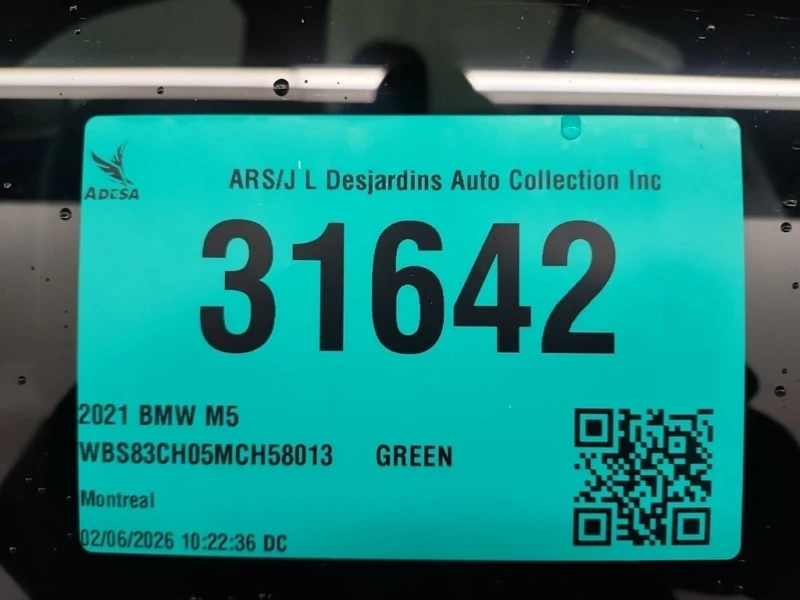 ADESA
ARS/J L Desjardins Auto Collection Inc
31642
2021 BMW M5
WBS83CH05MCH58013 GREEN
Montreal
02/06/2026 10:22:36 DC